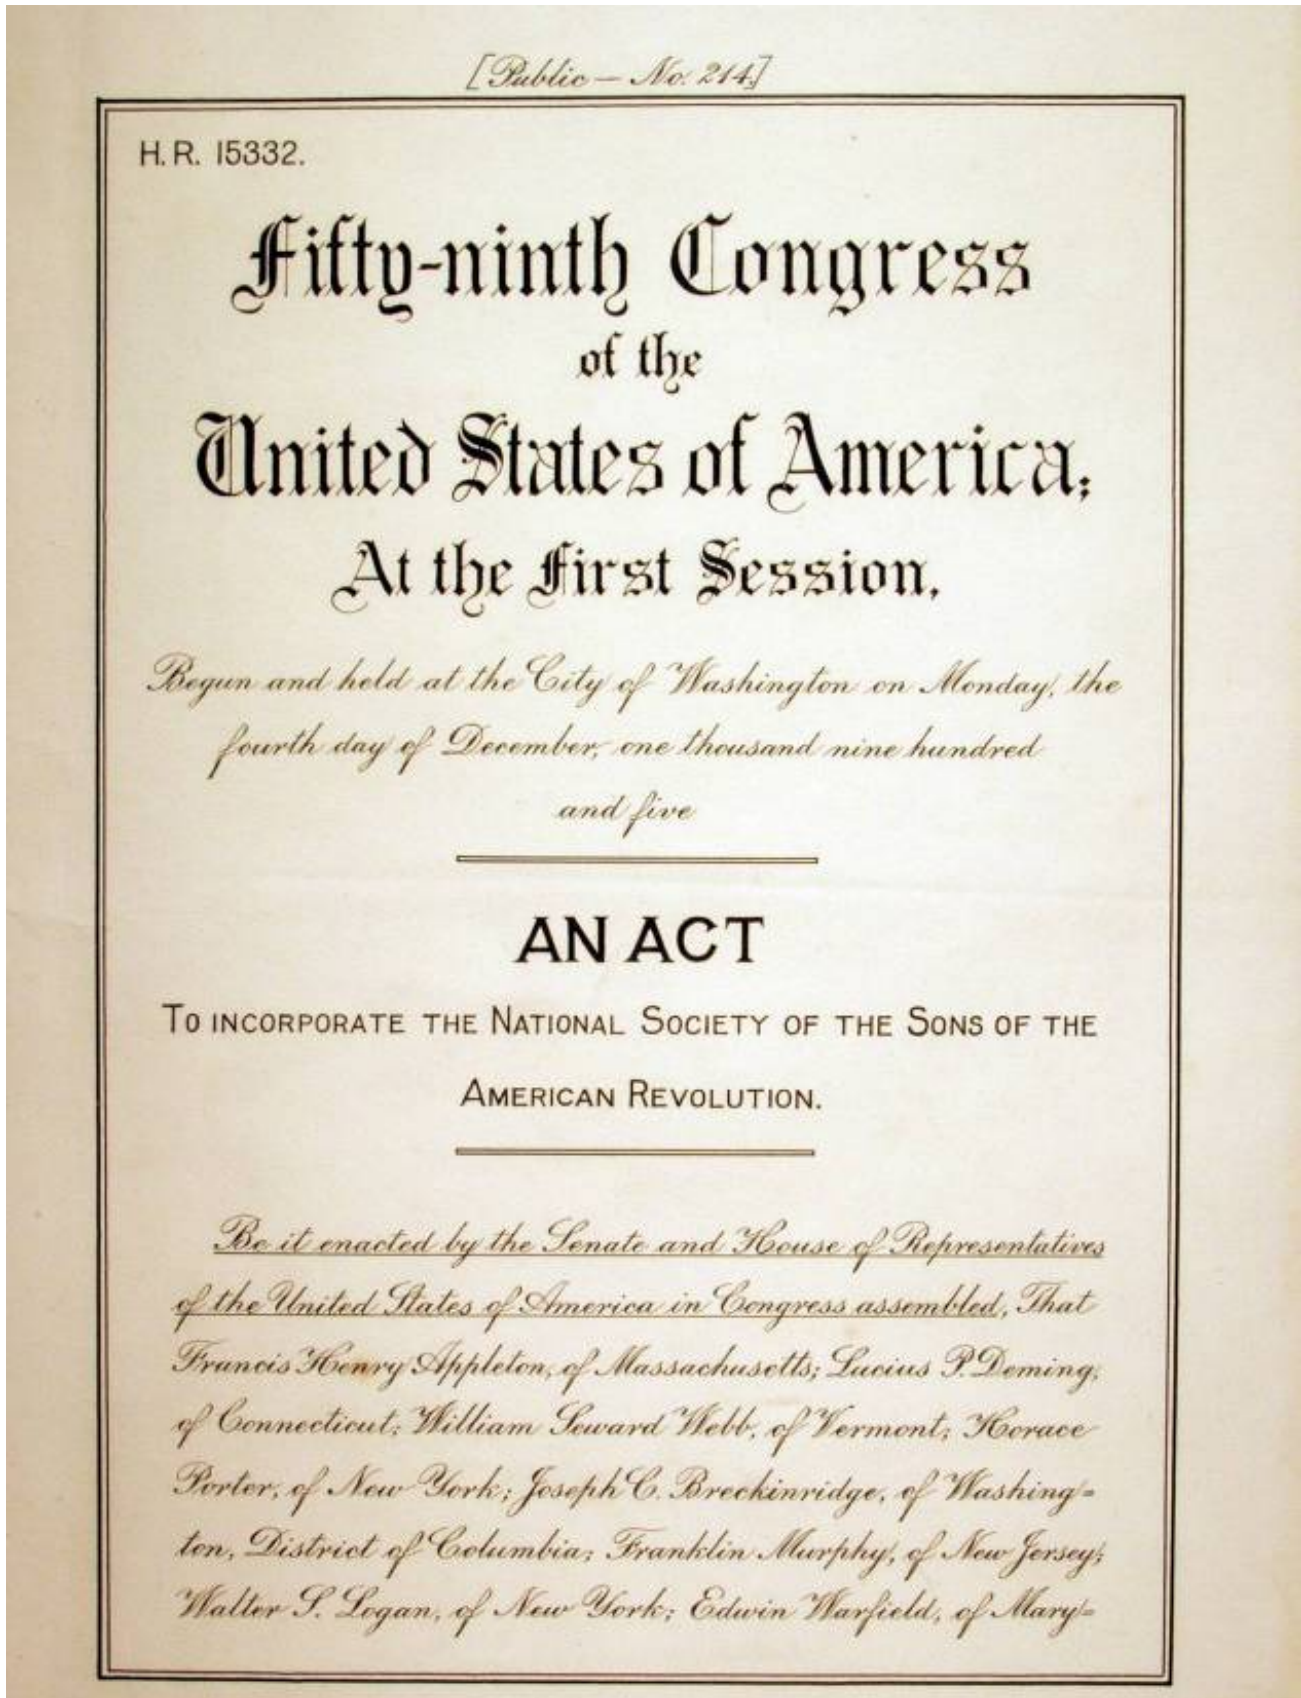 [Public — No. 214.]
H. R. 15332.
Fifty-ninth Congress
of the
United States of America;
At the First Session,
Begun and held at the City of Washington on Monday, the
fourth day of December, one thousand nine hundred
and five
AN ACT
TO INCORPORATE THE NATIONAL SOCIETY OF THE SONS OF THE
AMERICAN REVOLUTION.
Be it enacted by the Senate and House of Representatives
of the United States of America in Congress assembled, That
Francis Henry Appleton, of Massachusetts; Lucius P. Deming,
of Connecticut; William Seward Webb, of Vermont; Horace
Porter, of New York; Joseph C. Breckinridge, of Washing=
ton, District of Columbia; Franklin Murphy, of New Jersey;
Walter S. Logan, of New York; Edwin Warfield, of Mary=